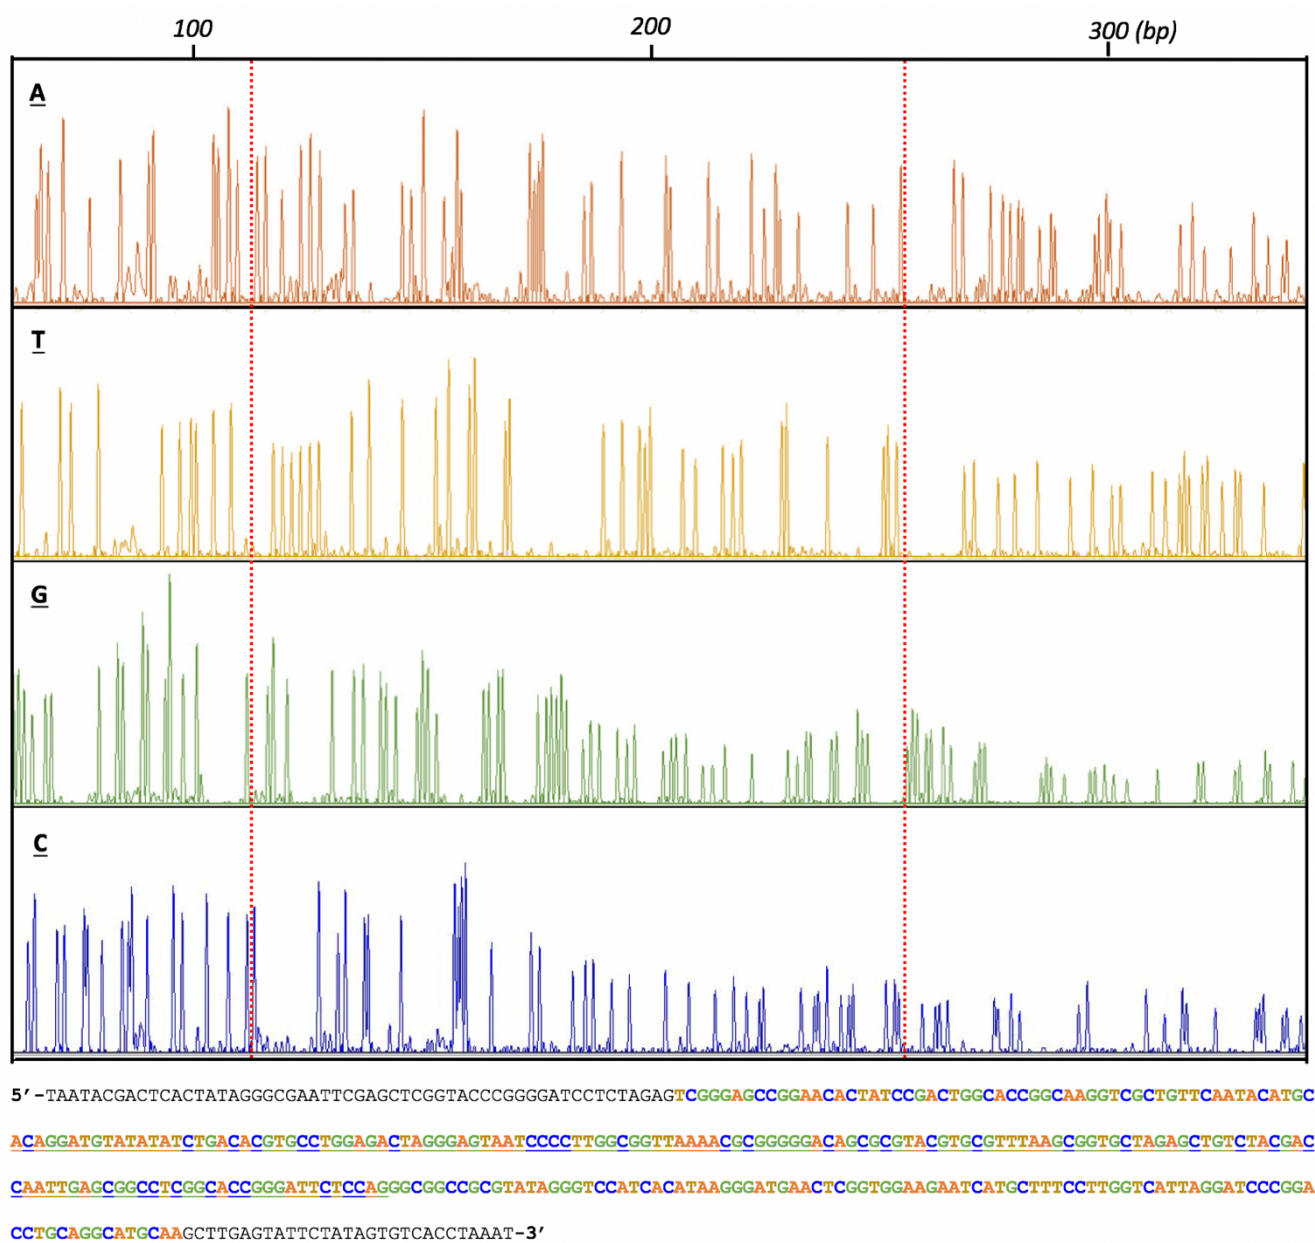 100 200 300 (bp)
A
T
G
C
5’-TAATACGACTCACTATAGGGCGAATTCGAGCTCGGTACCCGGGGATCCTCTAGAGTCGGGAGCCGGAACACTATCCGACTGGCACCGGCAAGGTCGCTGTTCAATACATGC
ACAGGATGTATATATCTGACACGTGCCTGGAGACTAGGGAGTAATCCCCTTGGCGGTTAAAACGCGGGGGACAGCGCGTACGTGCGTTTAAGCGGTGCTAGAGCTGTCTACGAC
CAATTGAGCGGCCTCGGCACCGGGATTCTCCAGGGCGGCCGCGTATAGGGTCCATCACATAAGGGATGAACTCGGTGGAAGAATCATGCTTTCCTTGGTCATTAGGATCCCGGA
CCTGCAGGCATGCAAGCTTGAGTATTCTATAGTGTCACCTAAAT-3’